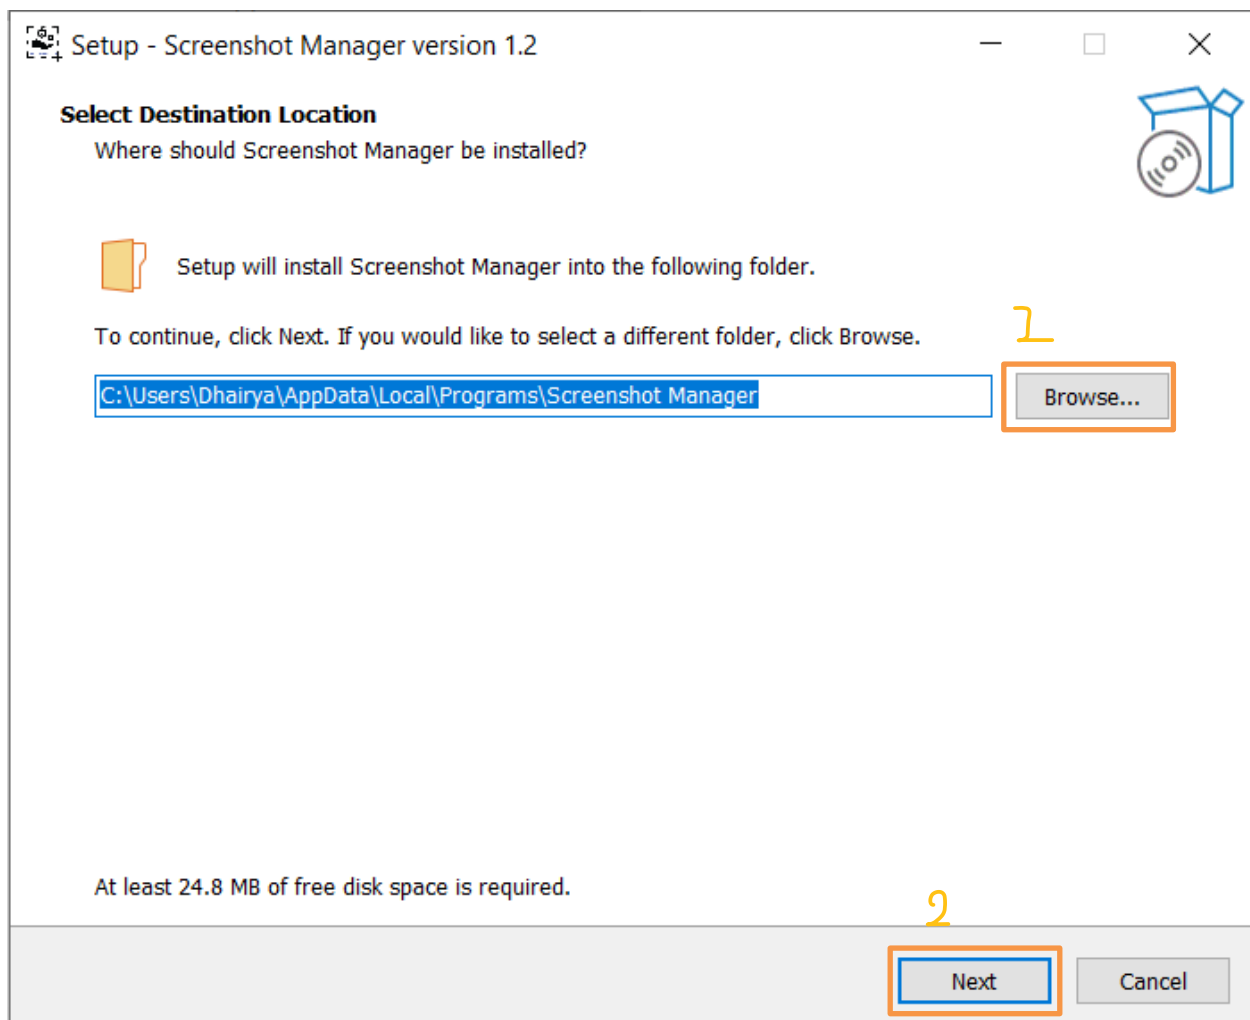 Setup - Screenshot Manager version 1.2
Select Destination Location
Where should Screenshot Manager be installed?
Setup will install Screenshot Manager into the following folder.
To continue, click Next. If you would like to select a different folder, click Browse.
1
C:\Users\Dhairya\AppData\Local\Programs\Screenshot Manager
Browse...
At least 24.8 MB of free disk space is required.
2
Next
Cancel